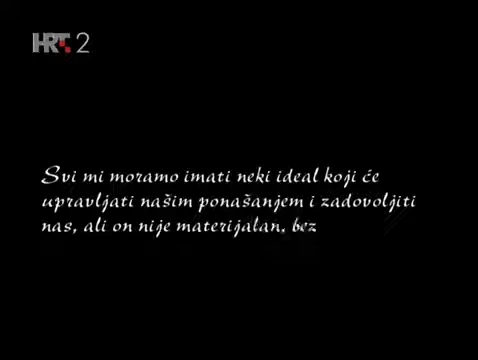 HRT 2
Svi mi moramo imati neki ideal koji će
upravljati našim ponašanjem i zadovoljiti
nas, ali on nije materijalan, bez